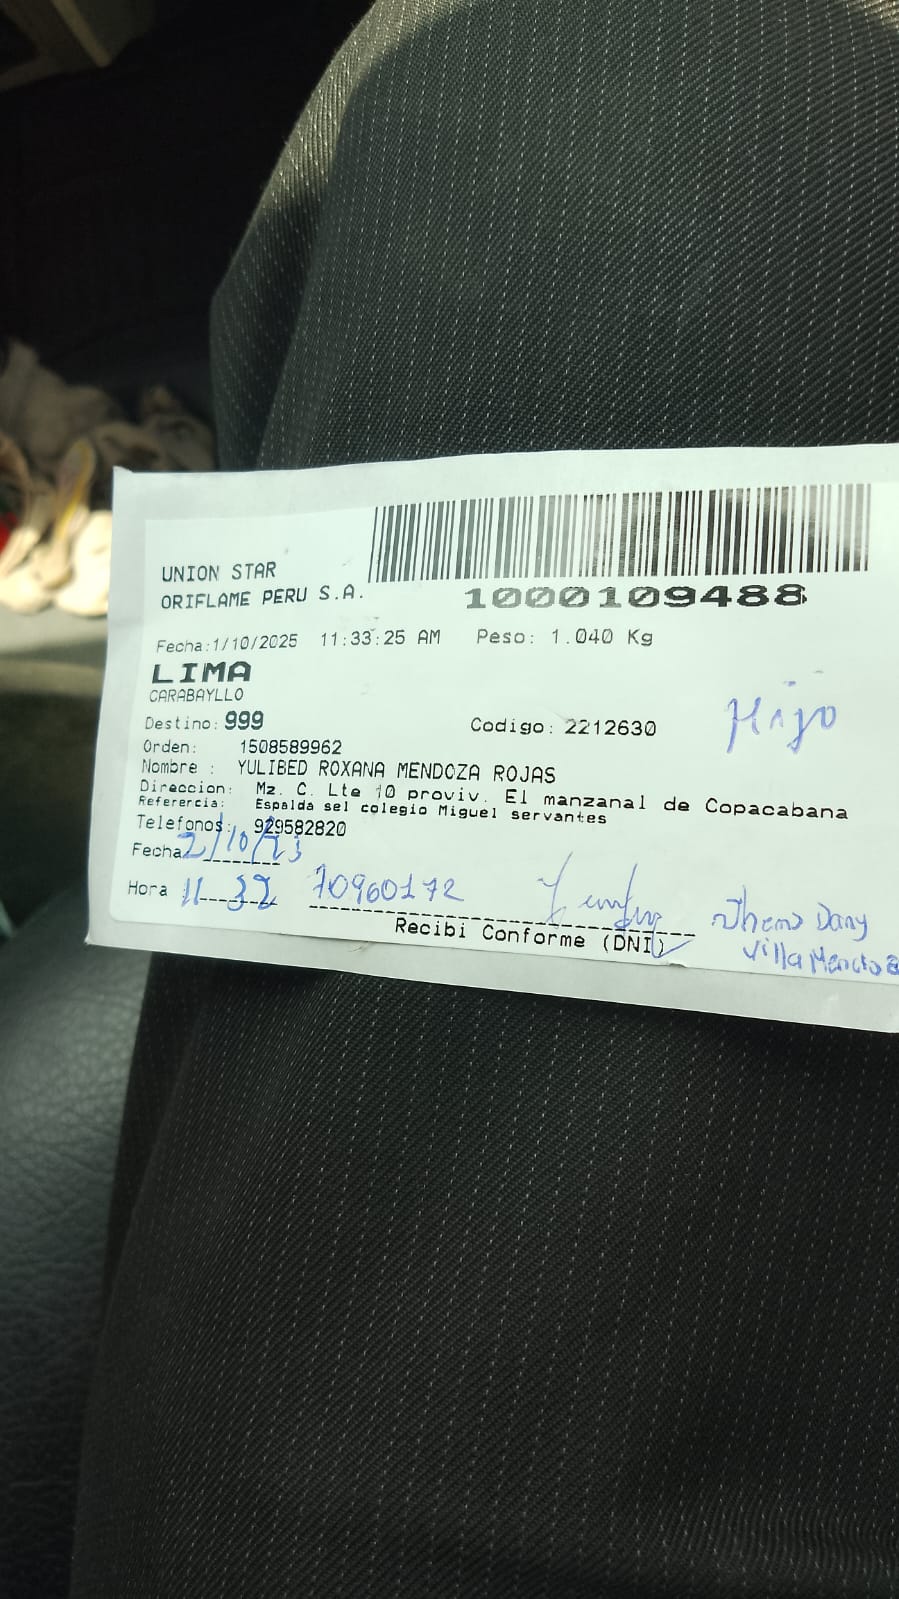 UNION STAR
ORIFLAME PERU S.A.
1000109488
Fecha:1/10/2025 11:33:25 AM Peso: 1.040 Kg
LIMA
CARABAYLLO
Destino: 999 Codigo: 2212630
Hijo
Orden: 1508589962
Nombre : YULIBED ROXANA MENDOZA ROJAS
Direccion: Mz. C. Lte 10 proviv. El manzanal de Copacabana
Referencia: Espalda sel colegio Miguel servantes
Telefonos: 929582820
Fecha 2/10/
Hora 11 32 70960172
Recibi Conforme (DNI)
Dany
Villa Mendoza